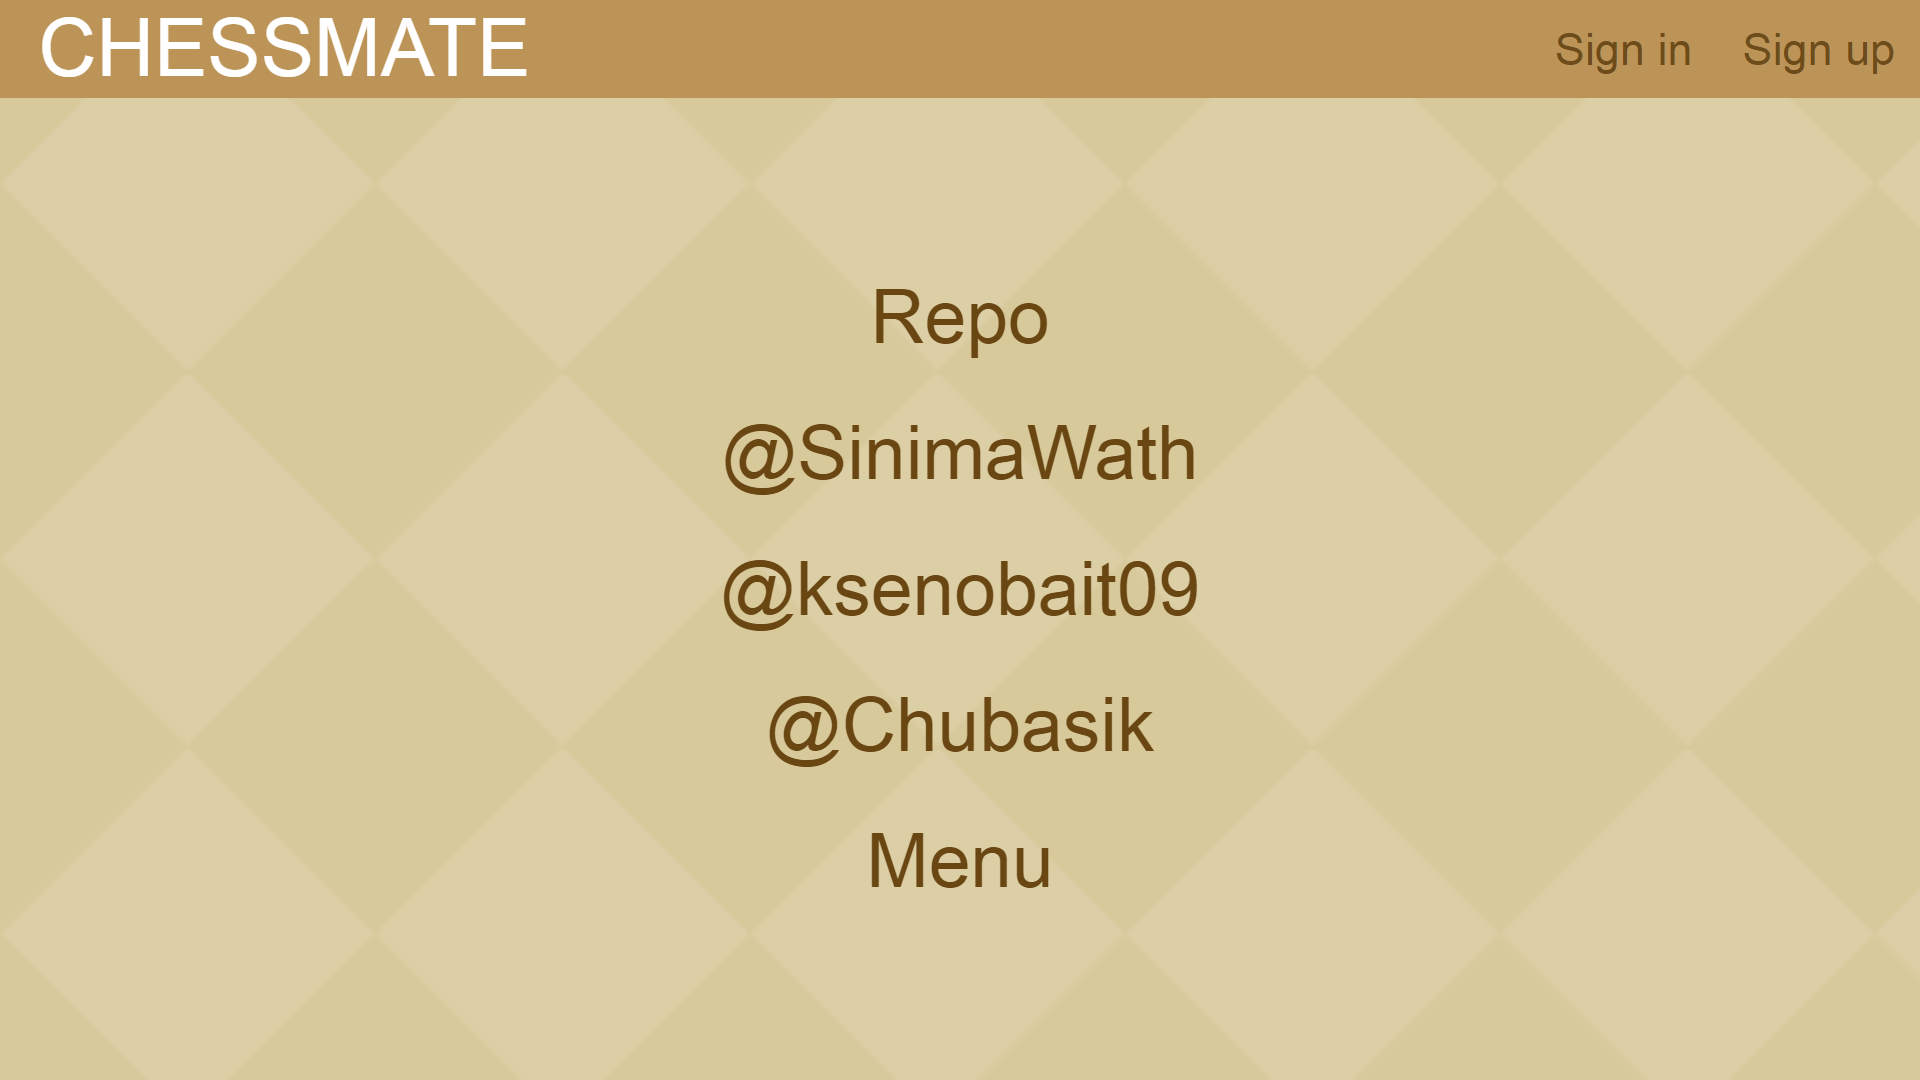 CHESSMATE
Sign in
Sign up
Repo
@SinimaWath
@ksenobait09
@Chubasik
Menu